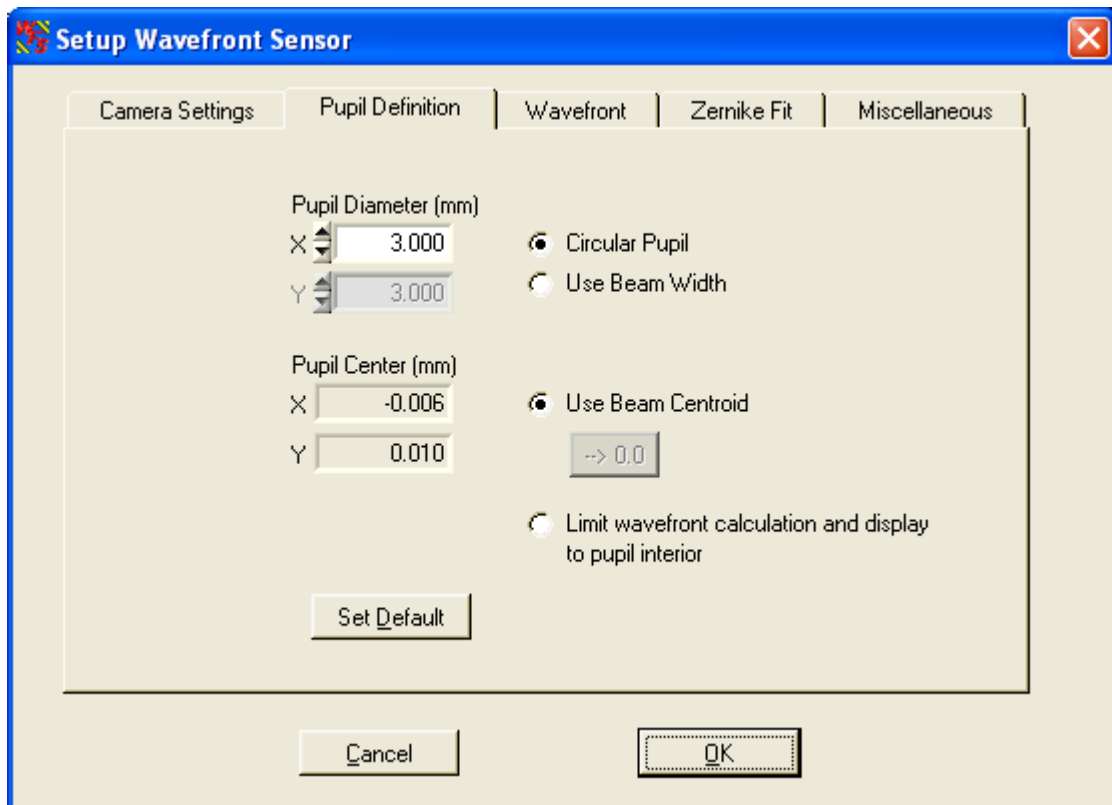 Setup Wavefront Sensor
Camera Settings Pupil Definition Wavefront Zernike Fit Miscellaneous
Pupil Diameter (mm)
X 3.000 Circular Pupil
Y 3.000 Use Beam Width
Pupil Center (mm)
X -0.006 Use Beam Centroid
Y 0.010 --> 0.0
Limit wavefront calculation and display
to pupil interior
Set Default
Cancel OK